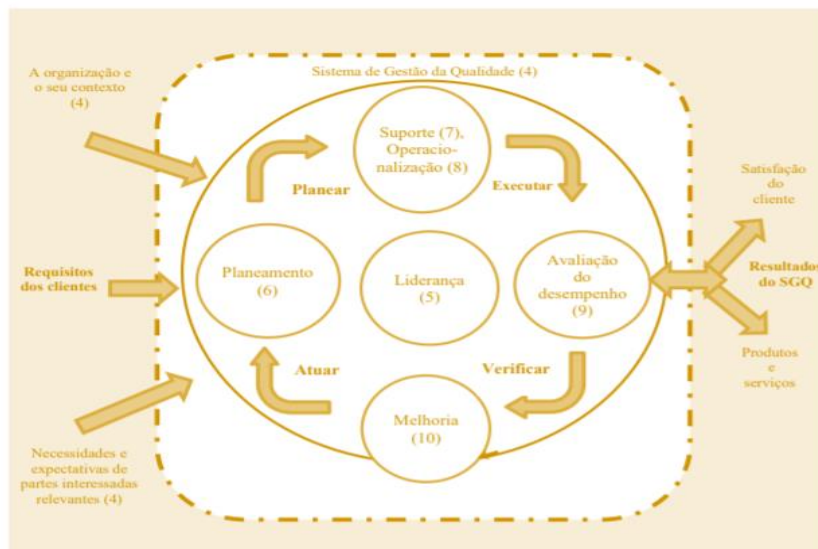 Sistema de Gestão da Qualidade (4)
A organização e
o seu contexto
(4)
Suporte (7),
Operacio-
nalização (8)
Planear
Executar
Satisfação
do
cliente
Requisitos
dos clientes
Planeamento
(6)
Liderança
(5)
Avaliação
do
desempenho
(9)
Resultados
do SGQ
Atuar
Verificar
Produtos
e
serviços
Melhoria
(10)
Necessidades e
expectativas de
partes interessadas
relevantes (4)